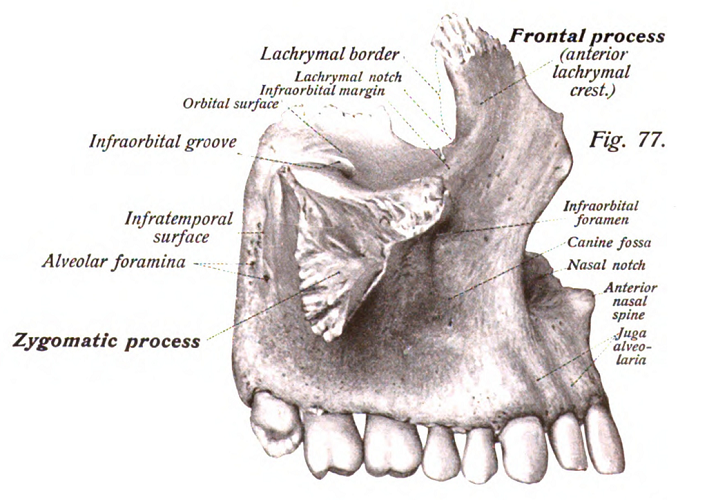 Frontal process
(anterior
lachrymal
crest.)
Lachrymal border
Lachrymal notch
Infraorbital margin
Orbital surface
Infraorbital groove
Fig. 77.
Infratemporal
surface
Alveolar foramina
Zygomatic process
Infraorbital
foramen
Canine fossa
Nasal notch
Anterior
nasal
spine
Juga
alveo-
laria